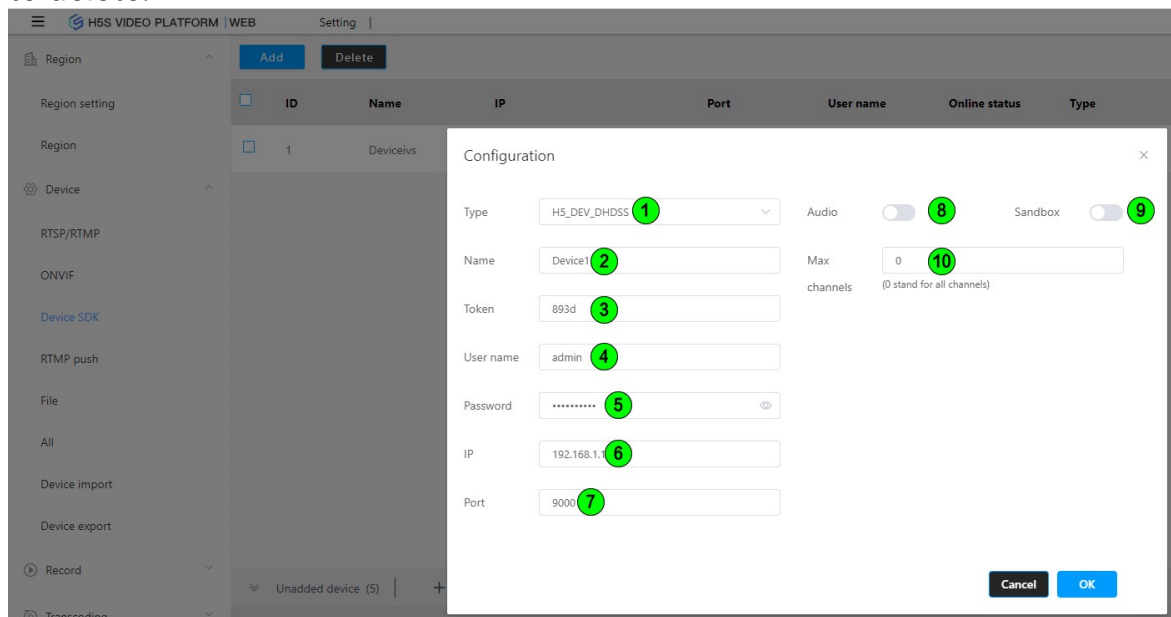 H5S VIDEO PLATFORM | WEB Setting |
Region
Region setting
Region
Device
RTSP/RTMP
ONVIF
Device SDK
RTMP push
File
All
Device import
Device export
Record
Add Delete
ID Name IP Port User name Online status Type
1 Deviceivs
Unadded device (5) | +
Configuration ×
Type H5_DEV_DHDSS 1
Name Device1 2
Token 893d 3
User name admin 4
Password •••••••••• 5
IP 192.168.1.1 6
Port 9000 7
Audio 8 Sandbox 9
Max channels 0 10
(0 stand for all channels)
Cancel OK